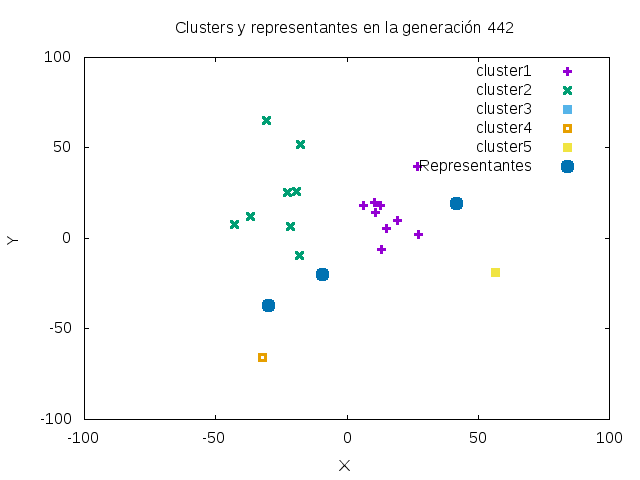 Clusters y representantes en la generación 442
100
50
0
-50
-100
-100
-50
0
50
100
Y
X
cluster1
cluster2
cluster3
cluster4
cluster5
Representantes